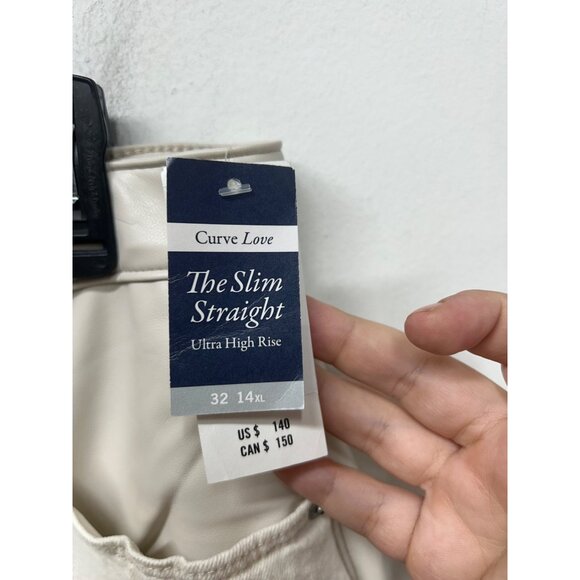 Curve Love
The Slim
Straight
Ultra High Rise
32 14XL
US $ 140
CAN $ 150